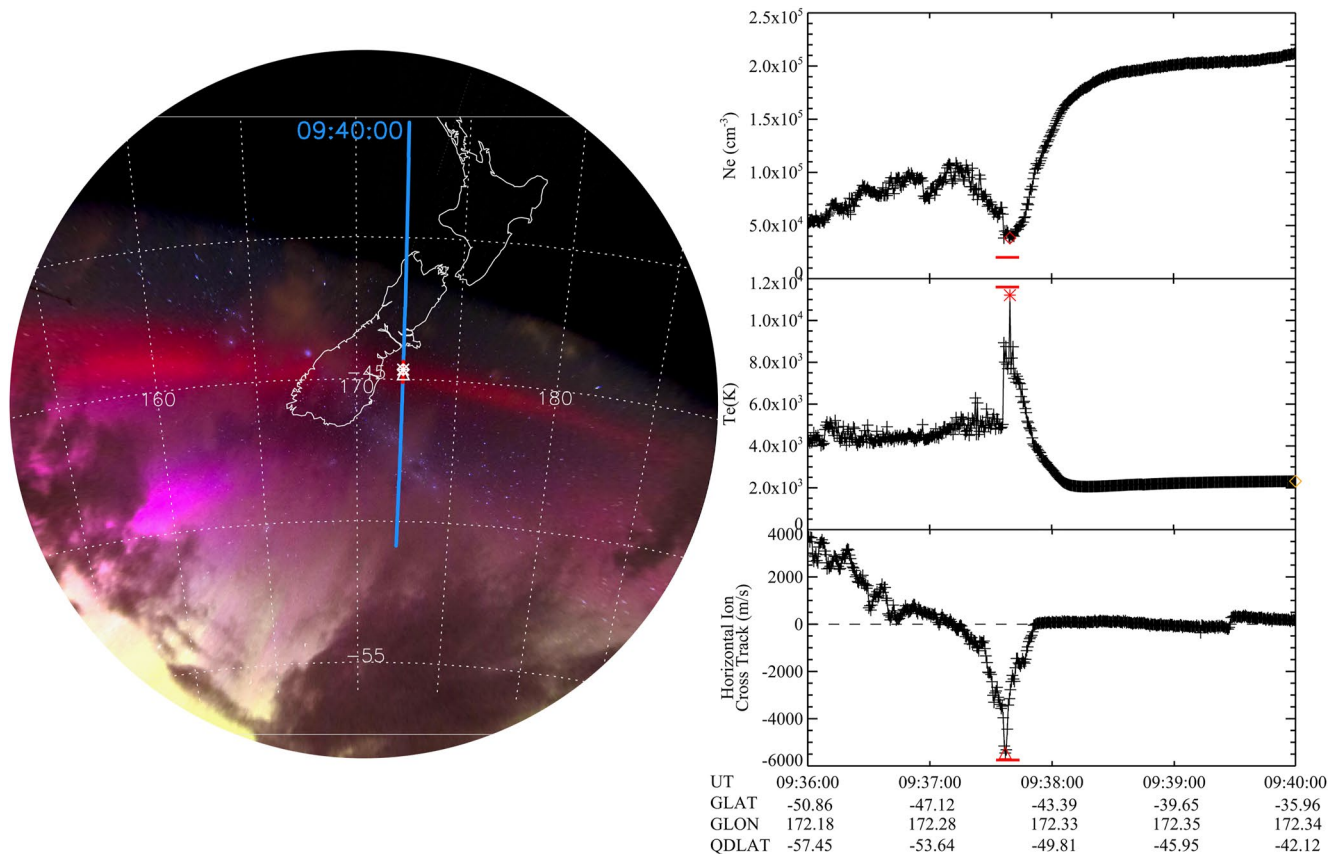 09:40:00
-45
170
160
180
-55
2.5x10⁵
2.0x10⁵
1.5x10⁵
1.0x10⁵
5.0x10⁴
0
Ne (cm⁻³)
1.2x10⁴
1.0x10⁴
8.0x10³
6.0x10³
4.0x10³
2.0x10³
0
Te(K)
4000
2000
0
-2000
-4000
-6000
Horizontal Ion
Cross Track (m/s)
UT 09:36:00 09:37:00 09:38:00 09:39:00 09:40:00
GLAT -50.86 -47.12 -43.39 -39.65 -35.96
GLON 172.18 172.28 172.33 172.35 172.34
QDLAT -57.45 -53.64 -49.81 -45.95 -42.12